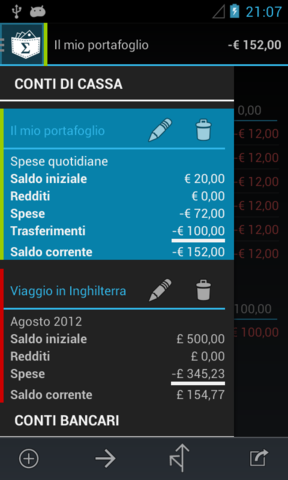 21:07
Il mio portafoglio -€ 152,00
CONTI DI CASSA
Il mio portafoglio
Spese quotidiane
Saldo iniziale € 20,00
Redditi € 0,00
Spese -€ 72,00
Trasferimenti -€ 100,00
Saldo corrente -€ 152,00
Viaggio in Inghilterra
Agosto 2012
Saldo iniziale £ 500,00
Redditi £ 0,00
Spese -£ 345,23
Saldo corrente £ 154,77
CONTI BANCARI
0,00
-€ 12,00
-€ 12,00
-€ 12,00
-€ 12,00
-€ 12,00
-€ 12,00
100,00
€ 100,00